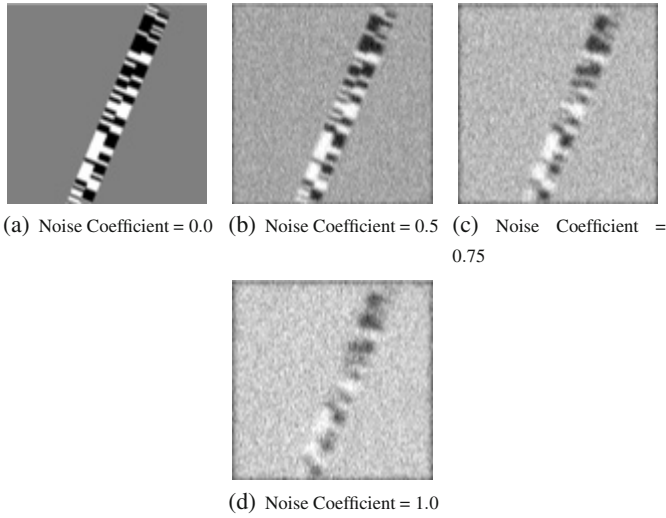 (a) Noise Coefficient = 0.0
(b) Noise Coefficient = 0.5
(c) Noise Coefficient =
0.75
(d) Noise Coefficient = 1.0